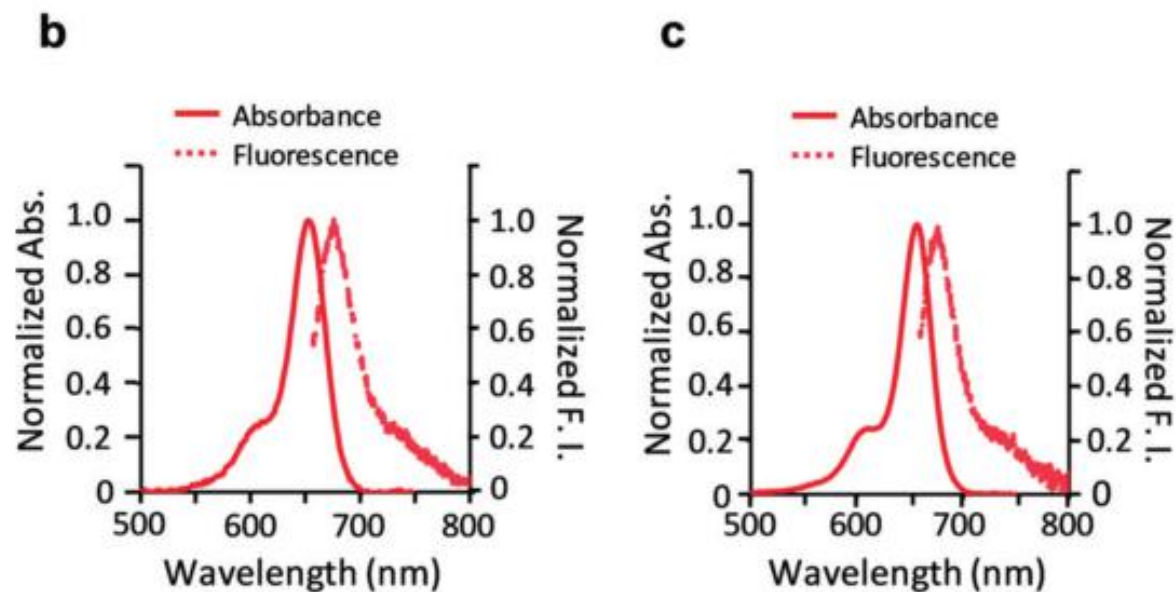 b
Absorbance
Fluorescence
Normalized Abs.
1.0
0.8
0.6
0.4
0.2
0
1.0
0.8
0.6
0.4
0.2
0
Normalized F. I.
500 600 700 800
Wavelength (nm)
c
Absorbance
Fluorescence
Normalized Abs.
1.0
0.8
0.6
0.4
0.2
0
1.0
0.8
0.6
0.4
0.2
0
Normalized F. I.
500 600 700 800
Wavelength (nm)